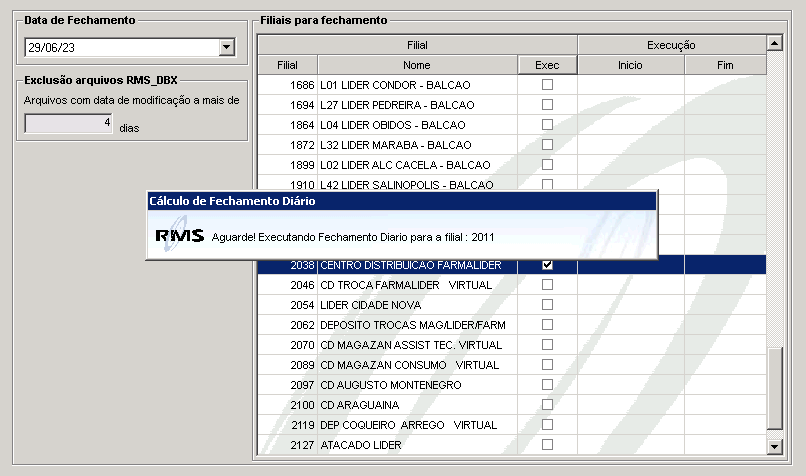 Data de Fechamento
29/06/23
Exclusão arquivos RMS_DBX
Arquivos com data de modificação a mais de
4 dias
Filiais para fechamento
Filial Execução
Filial Nome Exec Inicio Fim
1686 L01 LIDER CONDOR - BALCAO
1694 L27 LIDER PEDREIRA - BALCAO
1864 L04 LIDER OBIDOS - BALCAO
1872 L32 LIDER MARABA - BALCAO
1899 L02 LIDER ALC CACELA - BALCAO
1910 L42 LIDER SALINOPOLIS - BALCAO
Cálculo de Fechamento Diário
RMS Aguarde! Executando Fechamento Diario para a filial : 2011
2038 CENTRO DISTRIBUICAO FARMALIDER
2046 CD TROCA FARMALIDER VIRTUAL
2054 LIDER CIDADE NOVA
2062 DEPOSITO TROCAS MAG/LIDER/FARM
2070 CD MAGAZAN ASSIST TEC. VIRTUAL
2089 CD MAGAZAN CONSUMO VIRTUAL
2097 CD AUGUSTO MONTENEGRO
2100 CD ARAGUAINA
2119 DEP COQUEIRO ARREGO VIRTUAL
2127 ATACADO LIDER